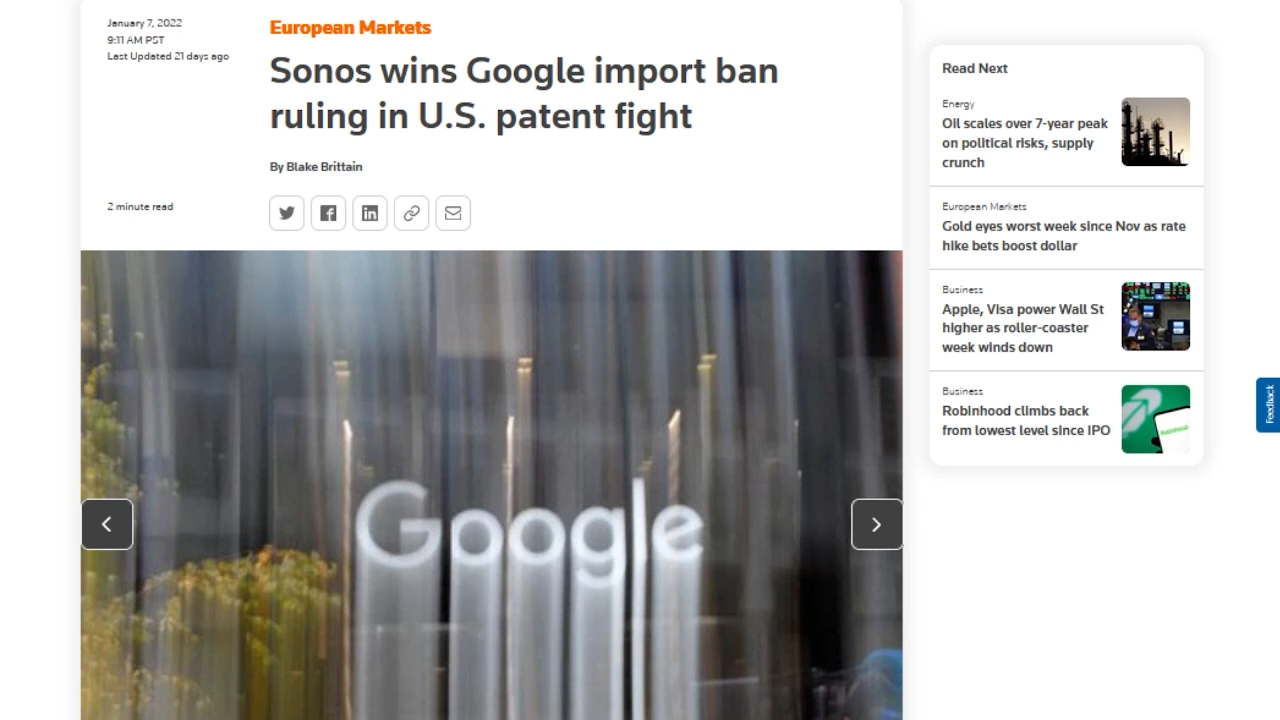 January 7, 2022
9:11 AM PST
Last Updated 21 days ago
European Markets
Sonos wins Google import ban
ruling in U.S. patent fight
By Blake Brittain
2 minute read
Google
Read Next
Energy
Oil scales over 7-year peak
on political risks, supply
crunch
European Markets
Gold eyes worst week since Nov as rate
hike bets boost dollar
Business
Apple, Visa power Wall St
higher as roller-coaster
week winds down
Business
Robinhood climbs back
from lowest level since IPO
Robinhood
Feedback